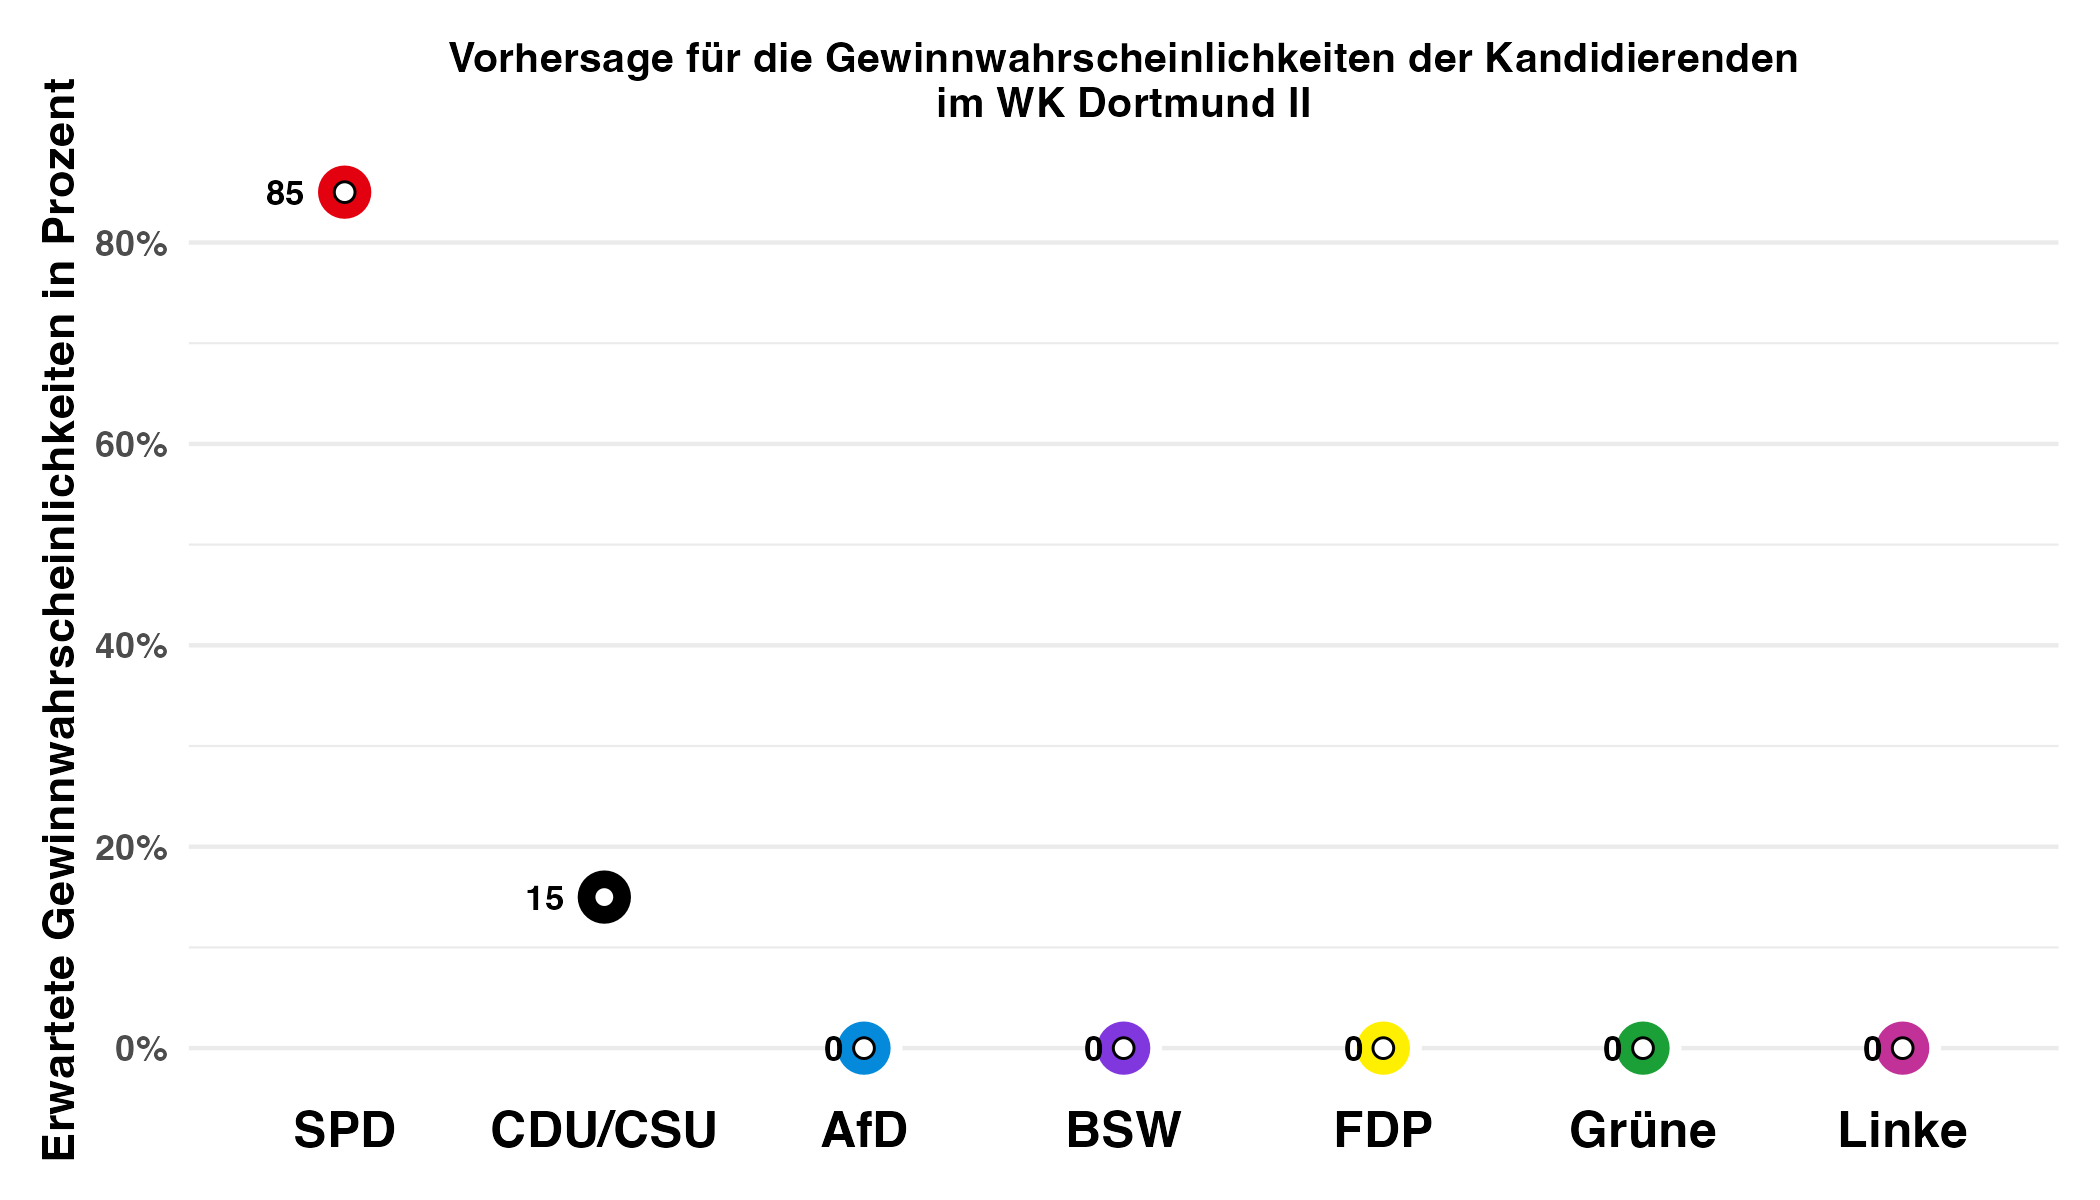 Vorhersage für die Gewinnwahrscheinlichkeiten der Kandidierenden
im WK Dortmund II
Erwartete Gewinnwahrscheinlichkeiten in Prozent
85
80%
60%
40%
20%
15
0%
0
0
0
0
0
SPD
CDU/CSU
AfD
BSW
FDP
Grüne
Linke